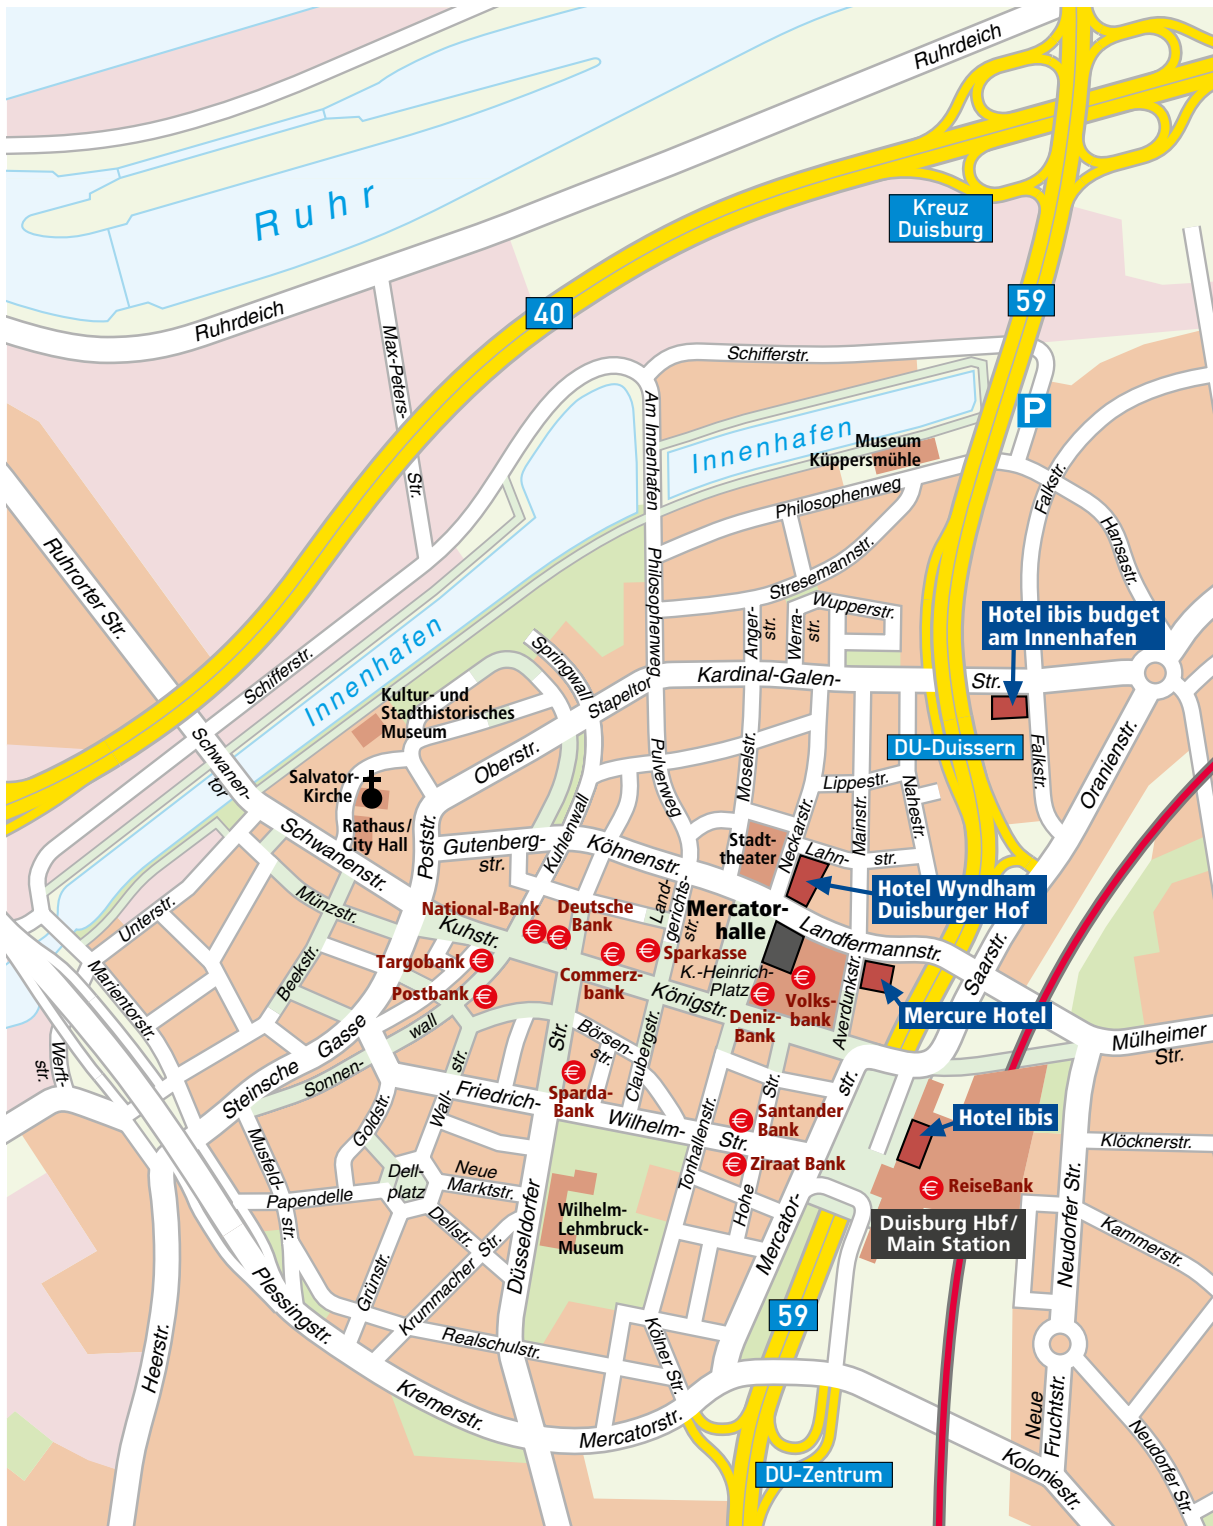 Ruhrdeich
Ruhr
Kreuz
Duisburg
59
40
Ruhrdeich
Max-Peters-
Str.
Schifferstr.
P
Am Innenhafen
Innenhafen
Museum
Küppersmühle
Philosophenweg
Falkstr.
Hansastr.
Ruhrorter Str.
Philosophenweg
Stresemannstr.
Wupperstr.
Anger-
str.
Werra-
str.
Hotel ibis budget
am Innenhafen
Schifferstr.
Innenhafen
Springwall
Stapeltor
Kardinal-Galen-
Str.
Kultur- und
Stadthistorisches
Museum
Schwanen-
tor
Oberstr.
Pulverweg
Moselstr.
DU-Duissern
Falkstr.
Oranienstr.
Salvator-
Kirche
Rathaus/
City Hall
Lippestr.
Nahestr.
Mainstr.
Neckarstr.
Schwanenstr.
Poststr.
Gutenberg-
str.
Kuhlenwall
Köhnenstr.
Stadt-
theater
Lahn-
str.
Hotel Wyndham
Duisburger Hof
Münzstr.
Unterstr.
National-Bank
Deutsche
Bank
Land-
gerichts-
str.
Mercator-
halle
Landfermannstr.
Kuhstr.
Targobank
Commerz-
bank
Sparkasse
K.-Heinrich-
Platz
Saarstr.
Beekstr.
Marientorstr.
Postbank
Königstr.
Deniz-
Bank
Volks-
bank
Averdunkstr.
Mercure Hotel
Mülheimer
Str.
Werft-
str.
Steinsche Gasse
Sonnen-
wall
Wall-
str.
Str.
Börsen-
str.
Claubergstr.
Str.
str.
Sparda-
Bank
Friedrich-
Wilhelm-
Str.
Santander
Bank
Hotel ibis
Klöcknerstr.
Goldstr.
Musfeld-
str.
Papendelle
Dell-
platz
Neue
Marktstr.
Tonhallenstr.
Ziraat Bank
Hohe
ReiseBank
Duisburg Hbf/
Main Station
Neudorfer Str.
Kammerstr.
Dellstr.
Wilhelm-
Lehmbruck-
Museum
Düsseldorfer
Mercator-
Grünstr.
Krummacher Str.
Plessingstr.
59
Realschulstr.
Kölner Str.
Heerstr.
Kremerstr.
Mercatorstr.
DU-Zentrum
Neue
Fruchtstr.
Koloniestr.
Neudorfer Str.